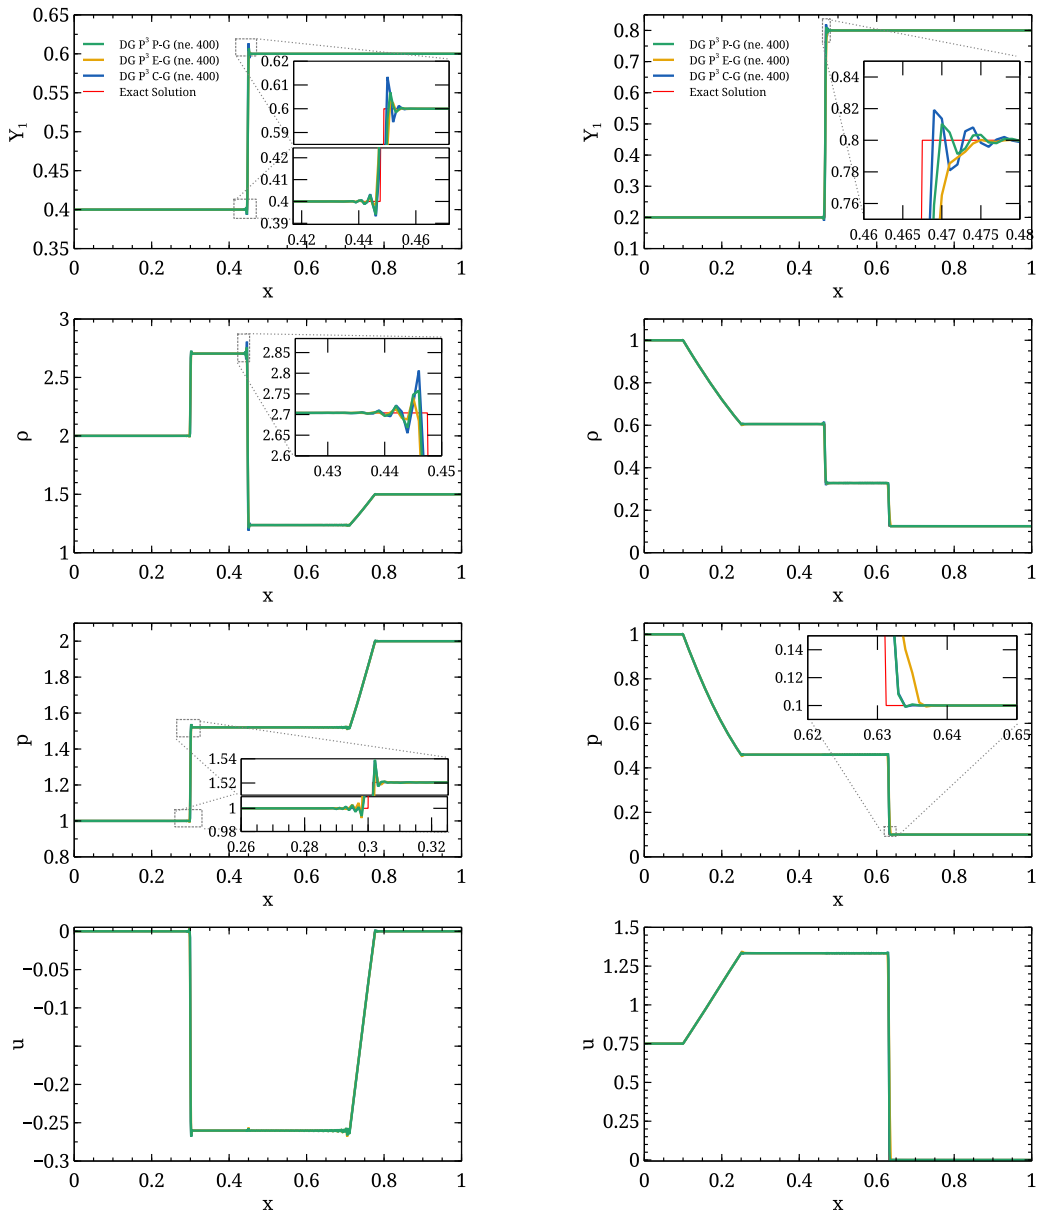 0.65
0.6
0.55
0.5
0.45
0.4
0.35
Y₁
DG P³ P-G (ne. 400)
DG P³ E-G (ne. 400)
DG P³ C-G (ne. 400)
Exact Solution
0.62
0.61
0.6
0.59
0.42
0.41
0.4
0.39
0.42 0.44 0.46
0 0.2 0.4 0.6 0.8 1
x
0.8
0.7
0.6
0.5
0.4
0.3
0.2
0.1
Y₁
DG P³ P-G (ne. 400)
DG P³ E-G (ne. 400)
DG P³ C-G (ne. 400)
Exact Solution
0.84
0.82
0.8
0.78
0.76
0.46 0.465 0.47 0.475 0.48
0 0.2 0.4 0.6 0.8 1
x
3
2.5
2
1.5
1
ρ
2.85
2.8
2.75
2.7
2.65
2.6
0.43 0.44 0.45
0 0.2 0.4 0.6 0.8 1
x
1
0.8
0.6
0.4
0.2
0
ρ
0 0.2 0.4 0.6 0.8 1
x
2
1.8
1.6
1.4
1.2
1
0.8
p
1.54
1.52
1
0.98
0.26 0.28 0.3 0.32
0 0.2 0.4 0.6 0.8 1
x
1
0.8
0.6
0.4
0.2
0
p
0.14
0.12
0.1
0.62 0.63 0.64 0.65
0 0.2 0.4 0.6 0.8 1
x
0
−0.05
−0.1
−0.15
−0.2
−0.25
−0.3
u
0 0.2 0.4 0.6 0.8 1
x
1.5
1.25
1
0.75
0.5
0.25
0
u
0 0.2 0.4 0.6 0.8 1
x